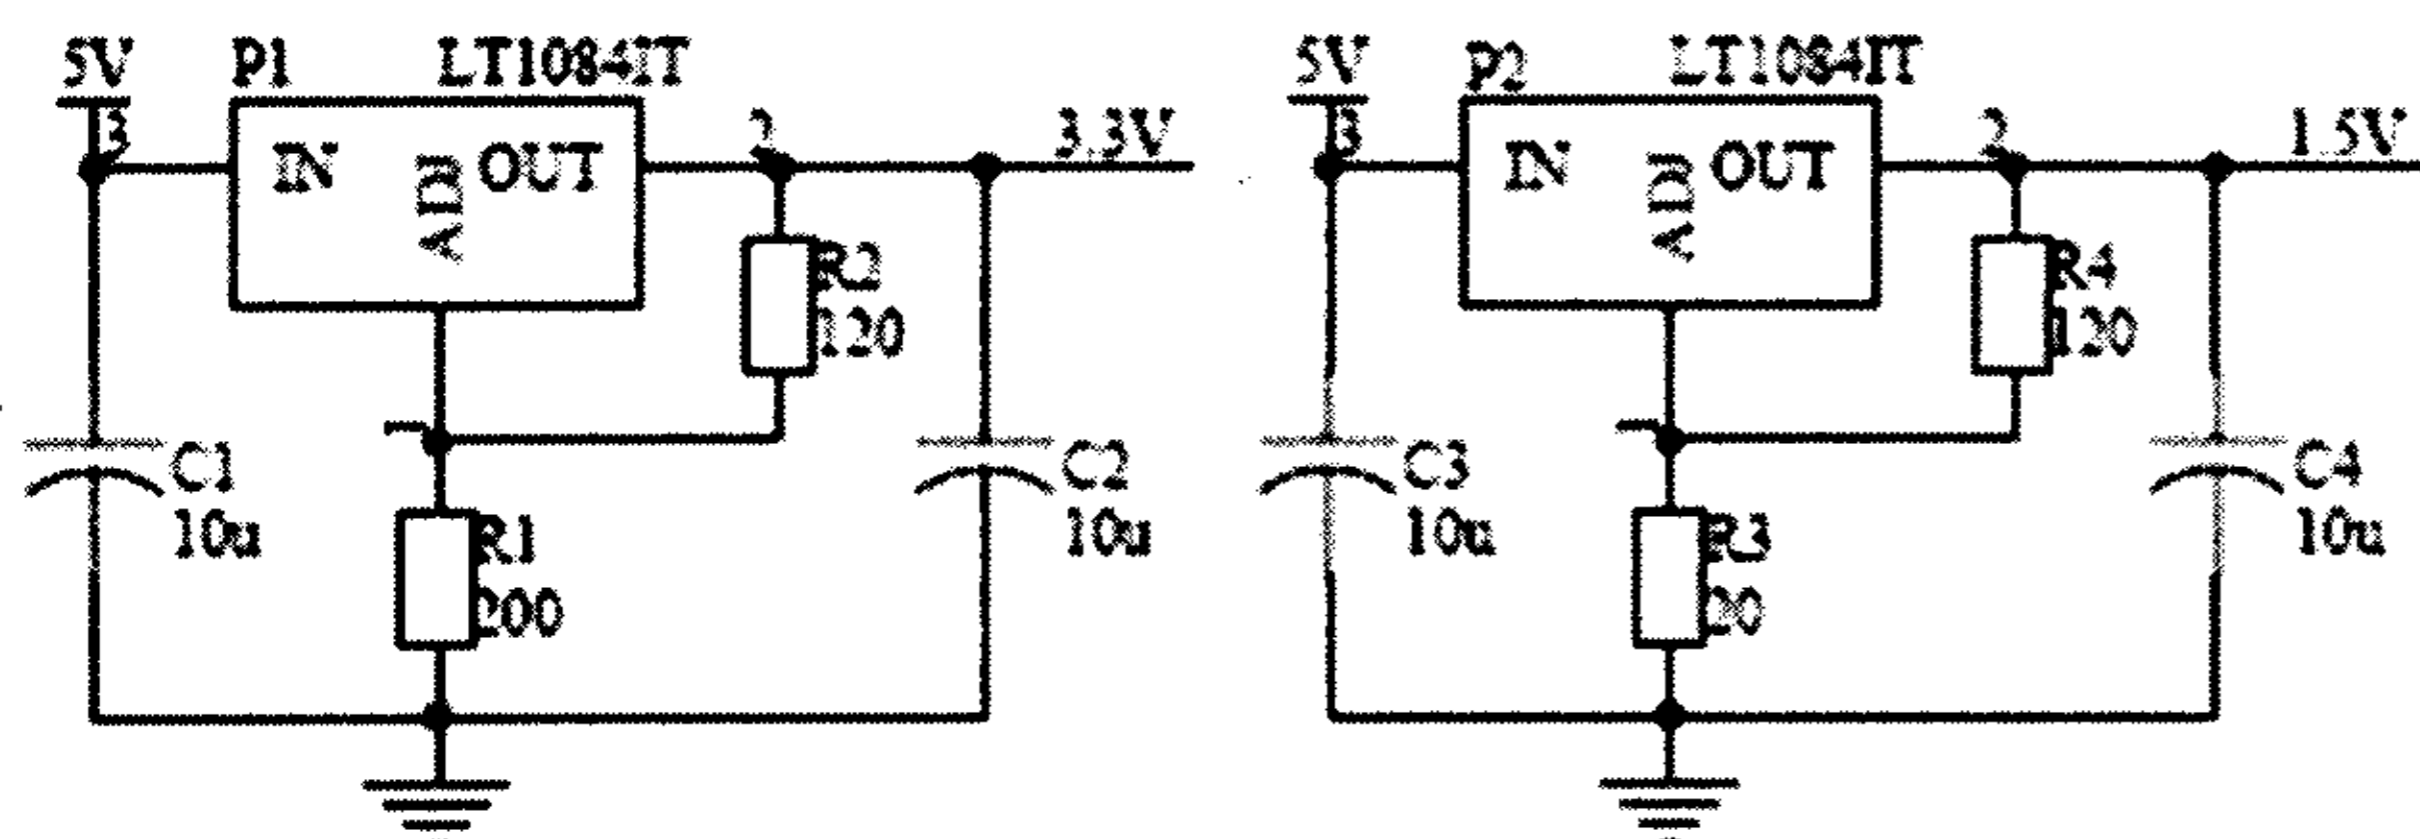 5V P1 LT1084IT
3 IN ADJ OUT 2 3.3V
R2
120
C1
10u
R1
200
C2
10u
5V P2 LT1084IT
3 IN ADJ OUT 2 1.5V
R4
120
C3
10u
R3
20
C4
10u